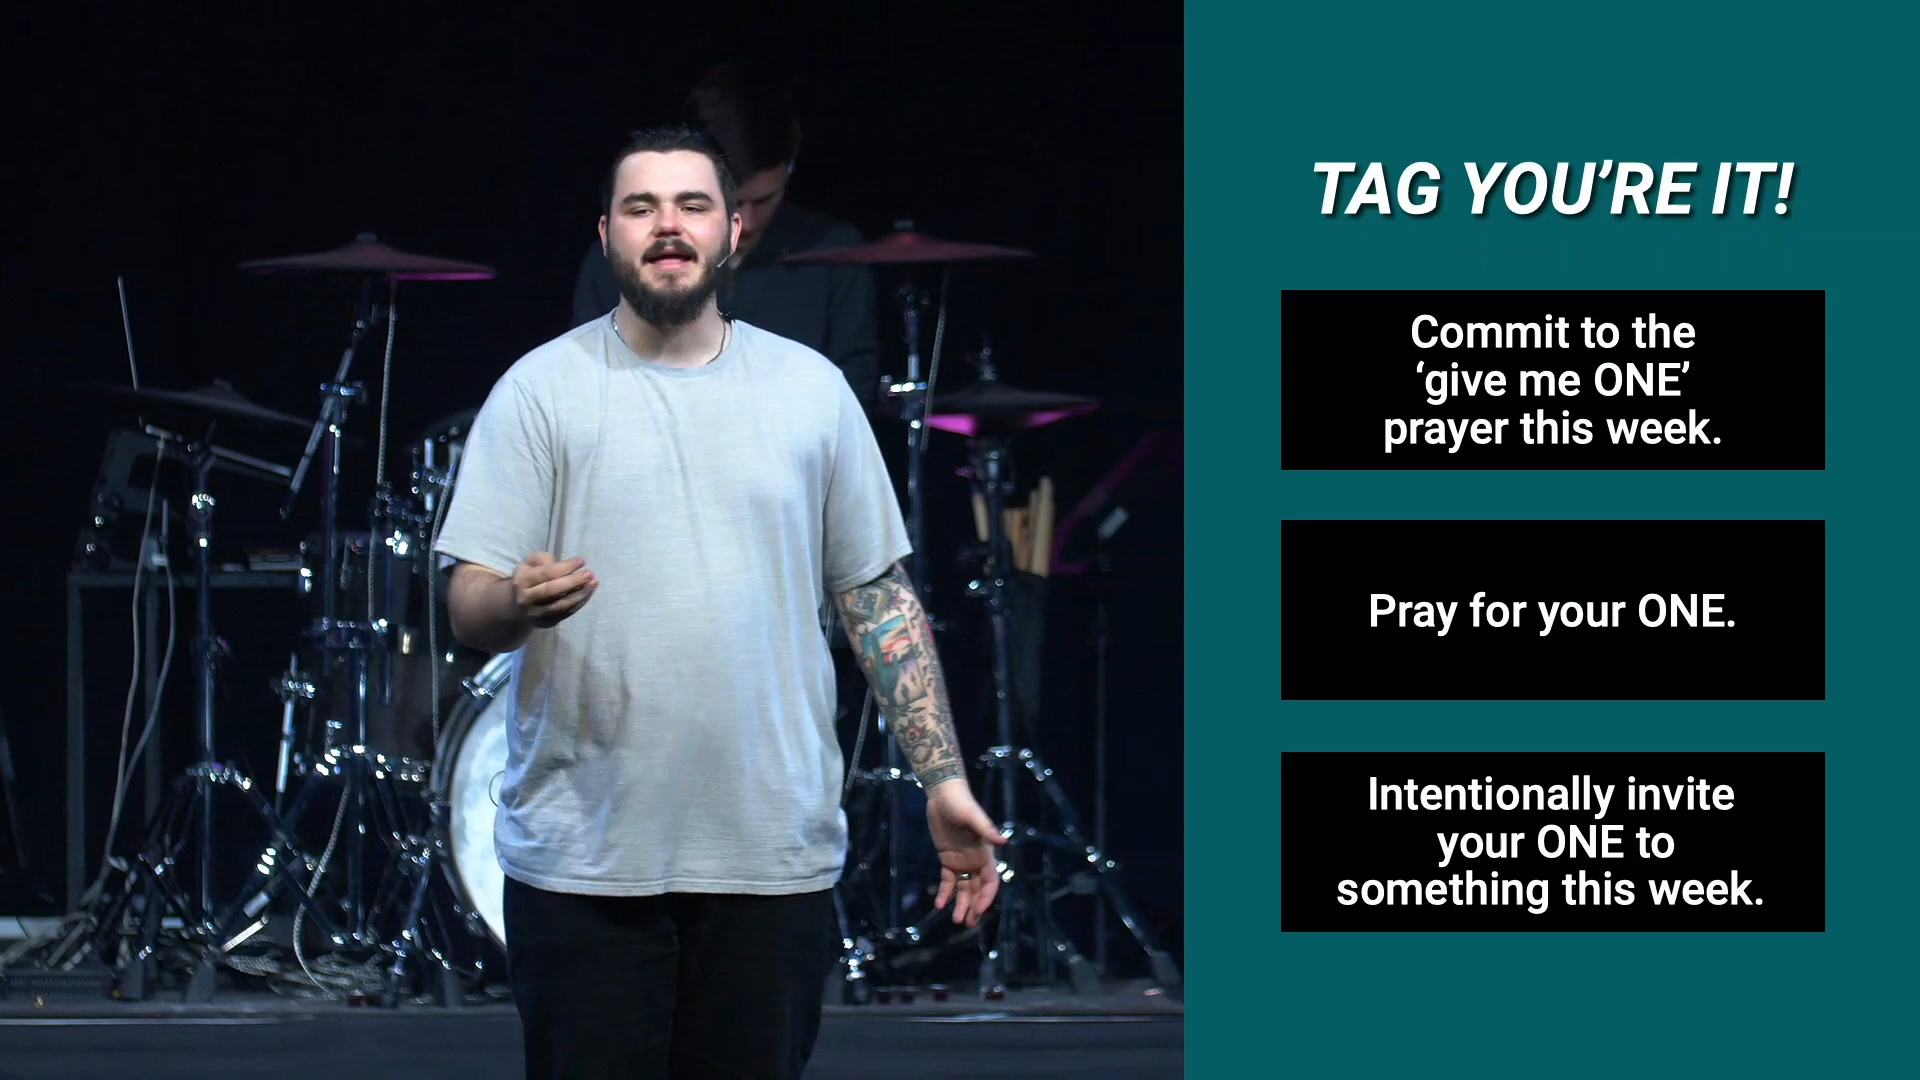 TAG YOU’RE IT!
Commit to the
‘give me ONE’
prayer this week.
Pray for your ONE.
Intentionally invite
your ONE to
something this week.